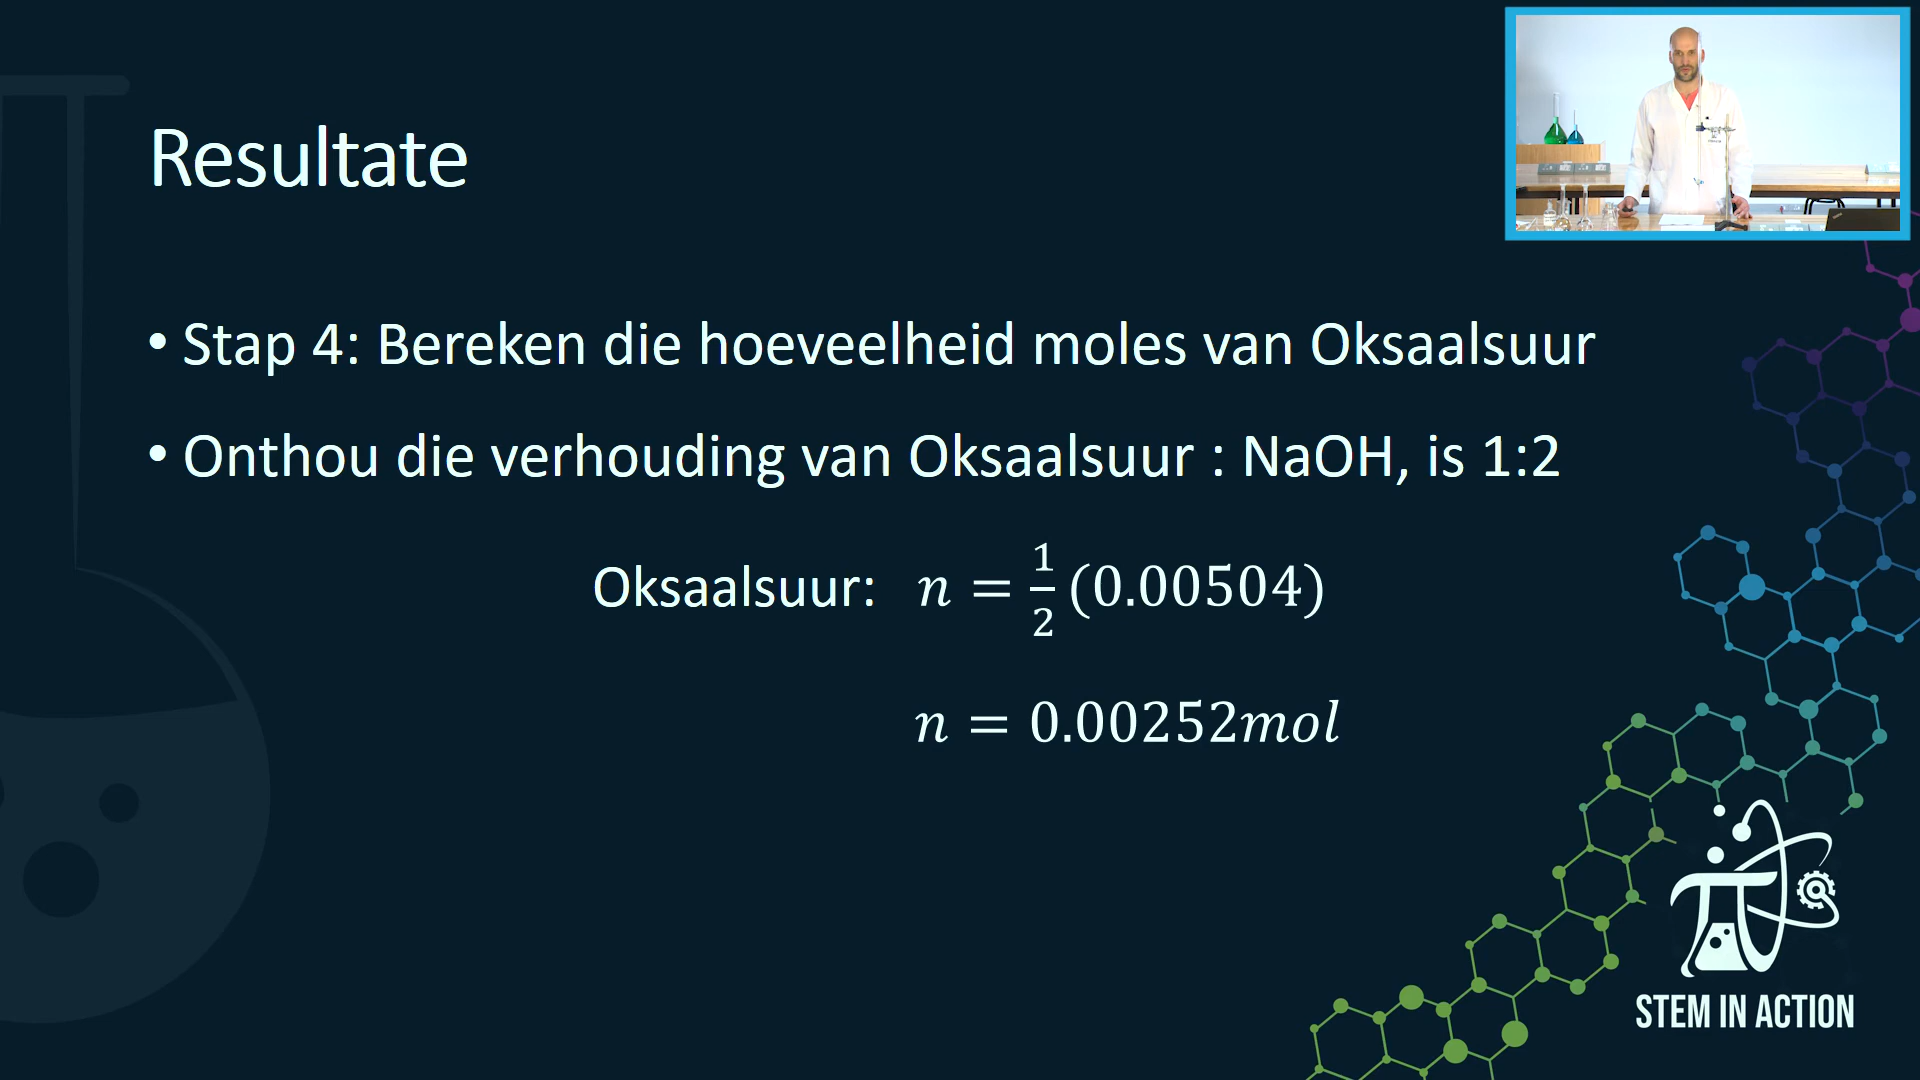 Resultate
• Stap 4: Bereken die hoeveelheid moles van Oksaalsuur
• Onthou die verhouding van Oksaalsuur : NaOH, is 1:2
Oksaalsuur: n = 1/2 (0.00504)
n = 0.00252mol
STEM IN ACTION